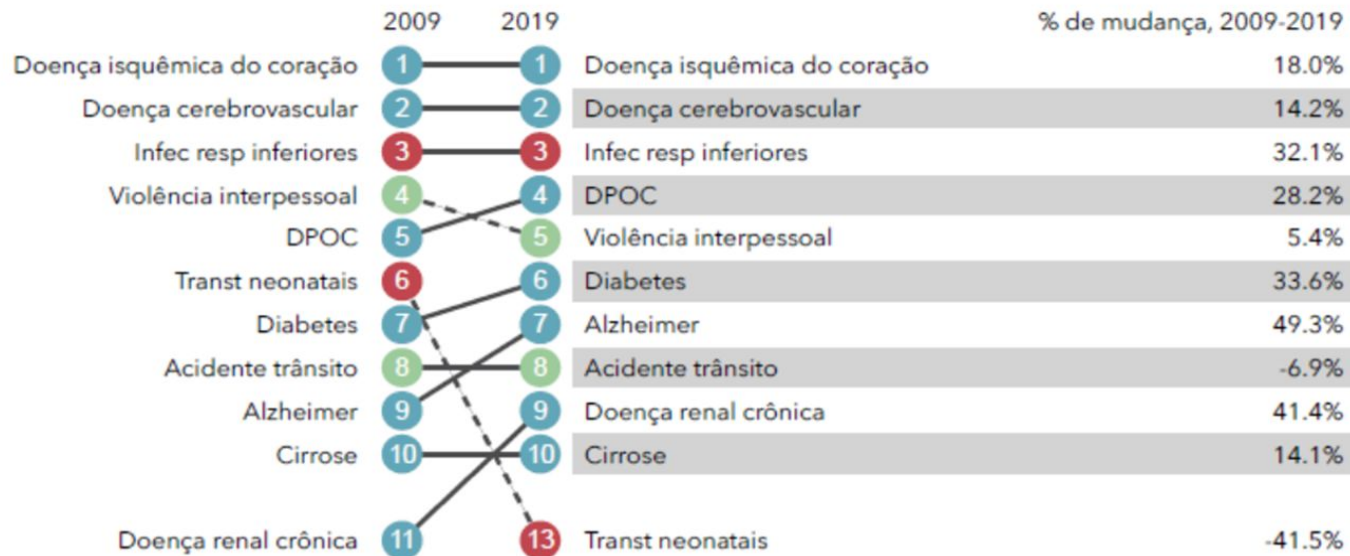 2009 2019 % de mudança, 2009-2019
Doença isquêmica do coração 1 1 Doença isquêmica do coração 18.0%
Doença cerebrovascular 2 2 Doença cerebrovascular 14.2%
Infec resp inferiores 3 3 Infec resp inferiores 32.1%
Violência interpessoal 4 4 DPOC 28.2%
DPOC 5 5 Violência interpessoal 5.4%
Transt neonatais 6 6 Diabetes 33.6%
Diabetes 7 7 Alzheimer 49.3%
Acidente trânsito 8 8 Acidente trânsito -6.9%
Alzheimer 9 9 Doença renal crônica 41.4%
Cirrose 10 10 Cirrose 14.1%
Doença renal crônica 11 13 Transt neonatais -41.5%